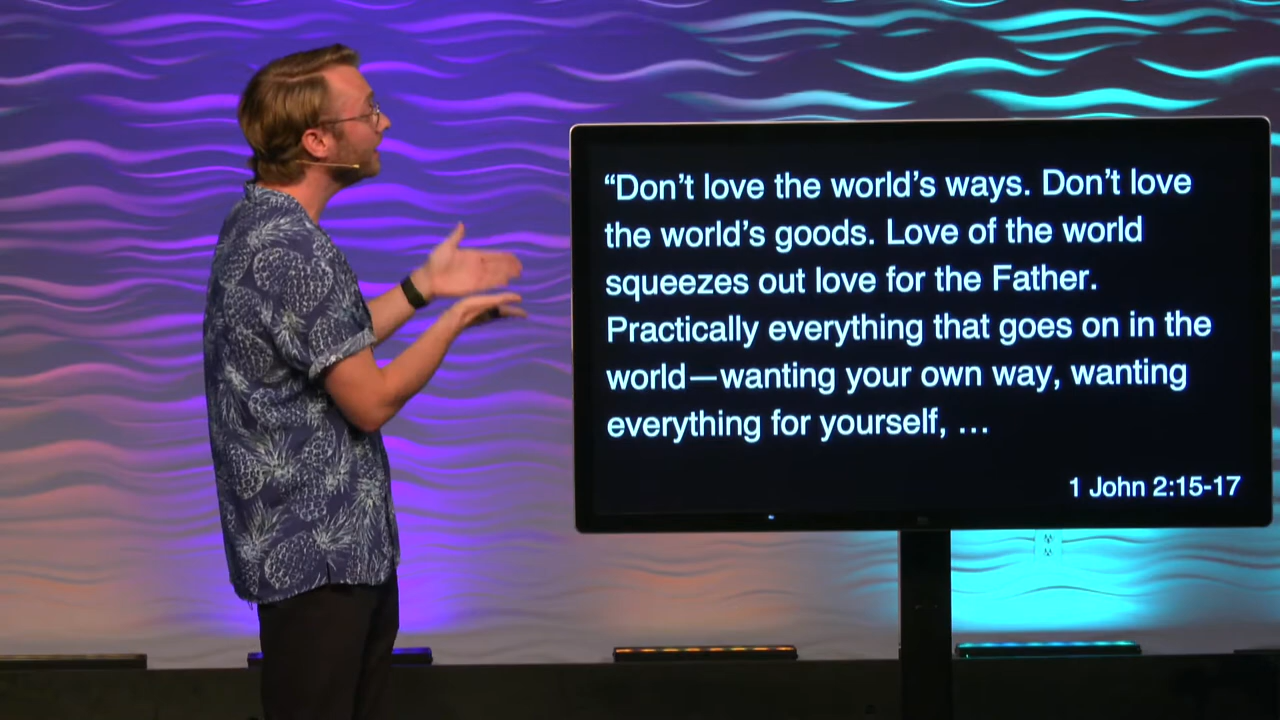 “Don’t love the world’s ways. Don’t love
the world’s goods. Love of the world
squeezes out love for the Father.
Practically everything that goes on in the
world—wanting your own way, wanting
everything for yourself, …
1 John 2:15-17